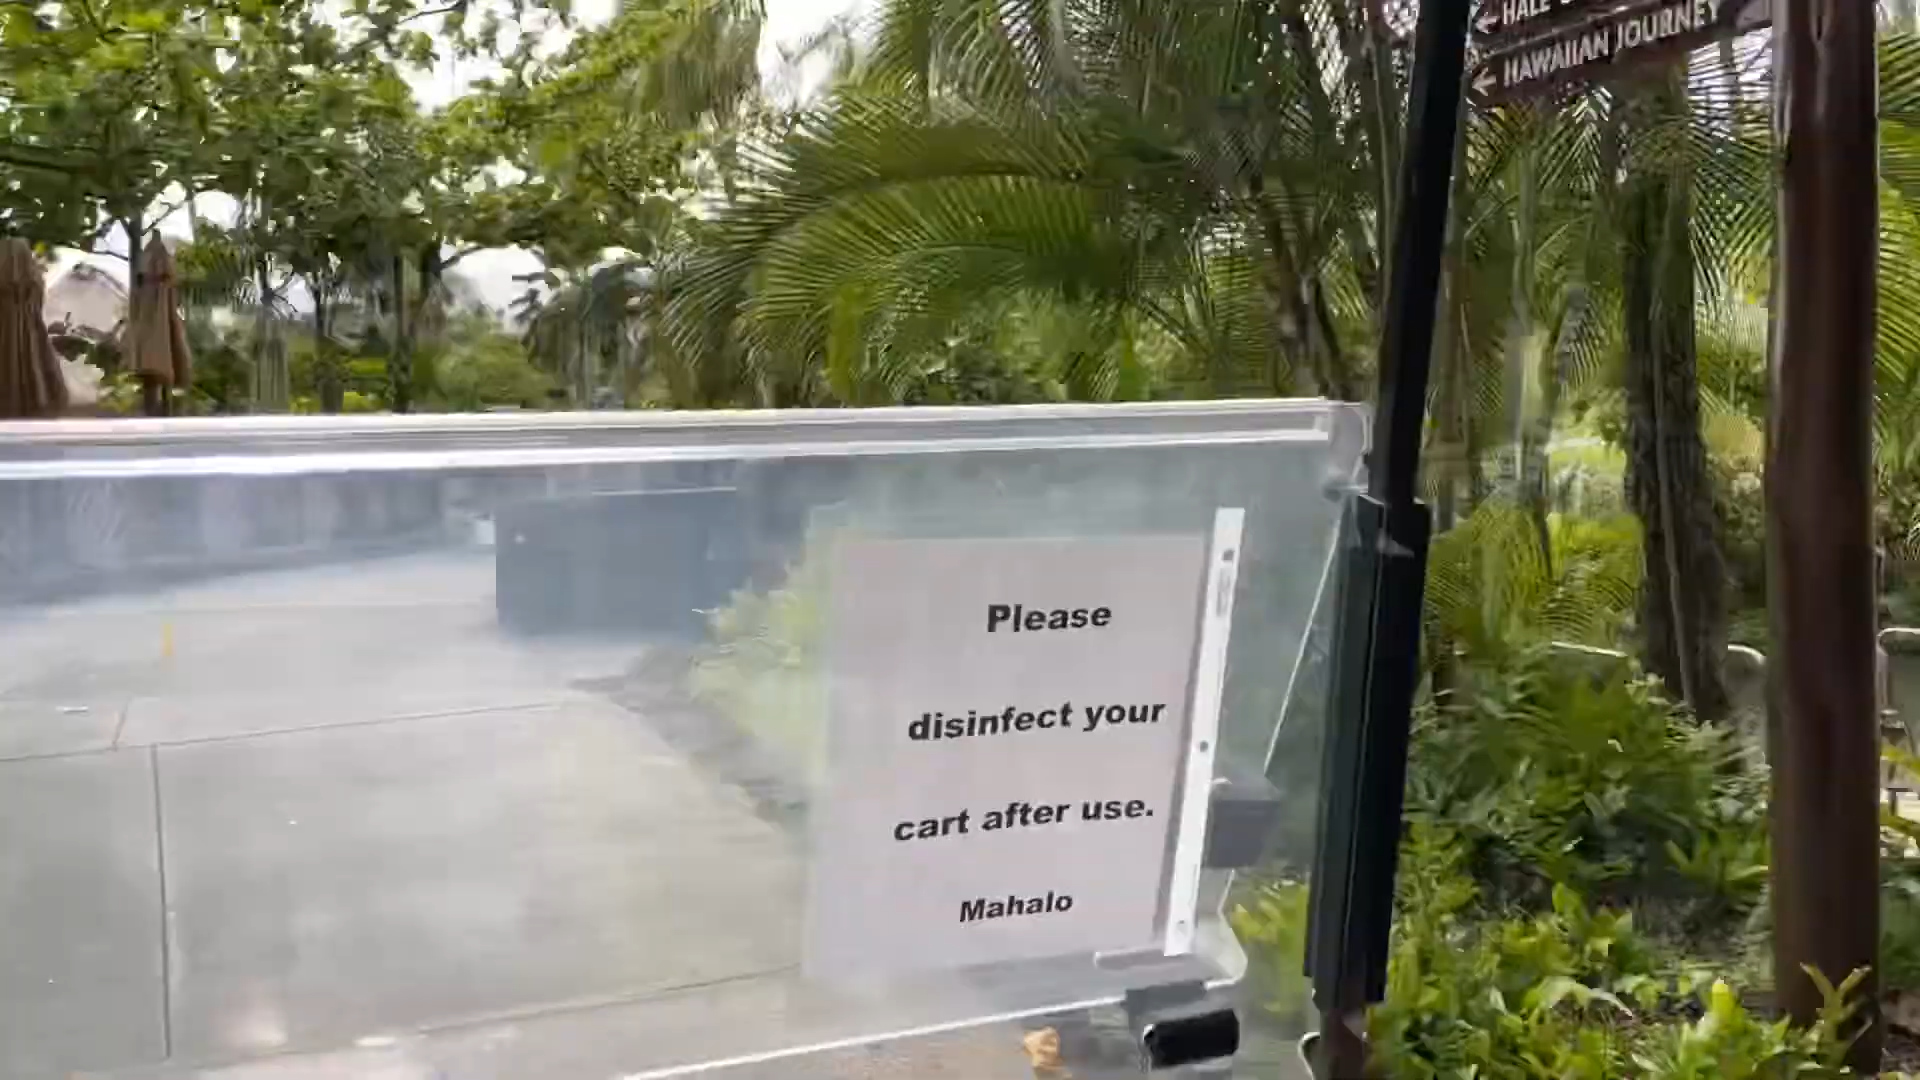 HALE
HAWAIIAN JOURNEY
Please
disinfect your
cart after use.
Mahalo